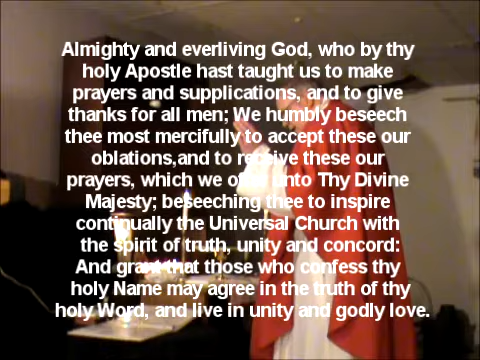 Almighty and everliving God, who by thy
holy Apostle hast taught us to make
prayers and supplications, and to give
thanks for all men; We humbly beseech
thee most mercifully to accept these our
oblations,and to receive these our
prayers, which we offer unto Thy Divine
Majesty; beseeching thee to inspire
continually the Universal Church with
the spirit of truth, unity and concord:
And grant that those who confess thy
holy Name may agree in the truth of thy
holy Word, and live in unity and godly love.